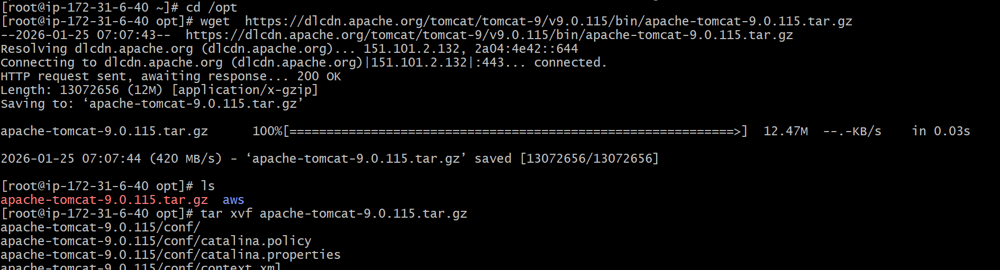 [root@ip-172-31-6-40 ~]# cd /opt
[root@ip-172-31-6-40 opt]# wget  https://dlcdn.apache.org/tomcat/tomcat-9/v9.0.115/bin/apache-tomcat-9.0.115.tar.gz
--2026-01-25 07:07:43--  https://dlcdn.apache.org/tomcat/tomcat-9/v9.0.115/bin/apache-tomcat-9.0.115.tar.gz
Resolving dlcdn.apache.org (dlcdn.apache.org)... 151.101.2.132, 2a04:4e42::644
Connecting to dlcdn.apache.org (dlcdn.apache.org)|151.101.2.132|:443... connected.
HTTP request sent, awaiting response... 200 OK
Length: 13072656 (12M) [application/x-gzip]
Saving to: ‘apache-tomcat-9.0.115.tar.gz’
apache-tomcat-9.0.115.tar.gz      100%[============================================================>]  12.47M  --.-KB/s    in 0.03s
2026-01-25 07:07:44 (420 MB/s) - ‘apache-tomcat-9.0.115.tar.gz’ saved [13072656/13072656]
[root@ip-172-31-6-40 opt]# ls
apache-tomcat-9.0.115.tar.gz  aws
[root@ip-172-31-6-40 opt]# tar xvf apache-tomcat-9.0.115.tar.gz
apache-tomcat-9.0.115/conf/
apache-tomcat-9.0.115/conf/catalina.policy
apache-tomcat-9.0.115/conf/catalina.properties
apache-tomcat-9.0.115/conf/context.xml